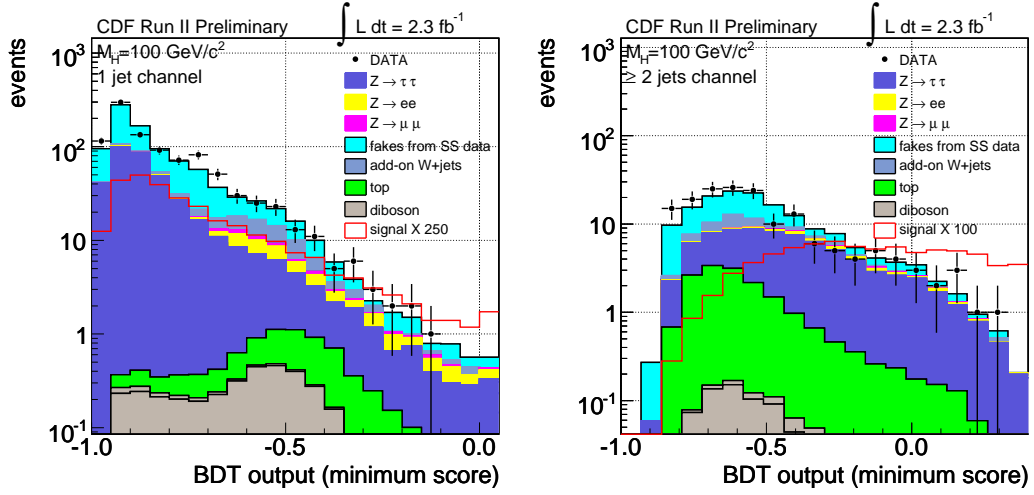 CDF Run II Preliminary
∫ L dt = 2.3 fb⁻¹
M_H=100 GeV/c²
1 jet channel
events
10³
10²
10
1
10⁻¹
DATA
Z→ττ
Z→ee
Z→μμ
fakes from SS data
add-on W+jets
top
diboson
signal X 250
-1.0
-0.5
0.0
BDT output (minimum score)
CDF Run II Preliminary
∫ L dt = 2.3 fb⁻¹
M_H=100 GeV/c²
≥ 2 jets channel
events
10³
10²
10
1
10⁻¹
DATA
Z→ττ
Z→ee
Z→μμ
fakes from SS data
add-on W+jets
top
diboson
signal X 100
-1.0
-0.5
0.0
BDT output (minimum score)